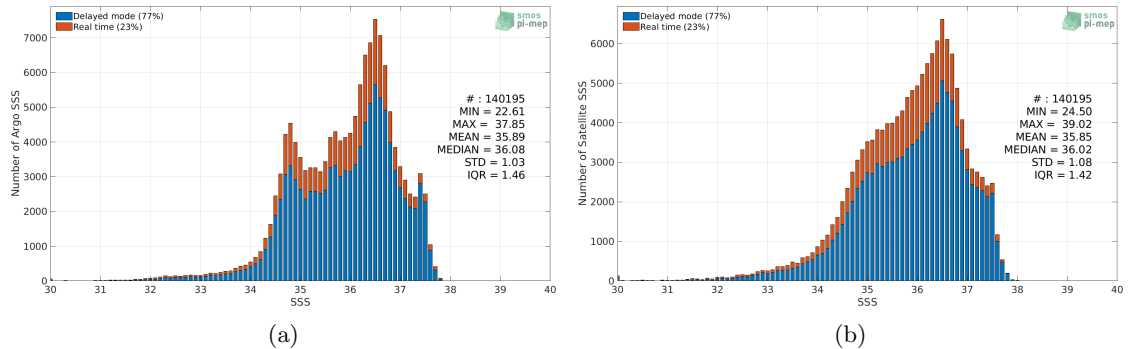 Delayed mode (77%)
Real time (23%)
smos
pi-mep
Number of Argo SSS
7000
6000
5000
4000
3000
2000
1000
0
# : 140195
MIN = 22.61
MAX = 37.85
MEAN = 35.89
MEDIAN = 36.08
STD = 1.03
IQR = 1.46
30 31 32 33 34 35 36 37 38 39 40
SSS
(a)
Delayed mode (77%)
Real time (23%)
smos
pi-mep
Number of Satellite SSS
6000
5000
4000
3000
2000
1000
0
# : 140195
MIN = 24.50
MAX = 39.02
MEAN = 35.85
MEDIAN = 36.02
STD = 1.08
IQR = 1.42
30 31 32 33 34 35 36 37 38 39 40
SSS
(b)